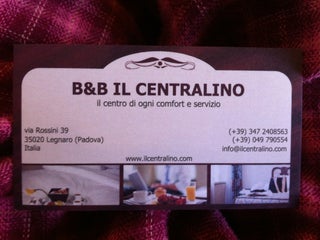 B&B IL CENTRALINO
il centro di ogni comfort e servizio
via Rossini 39
35020 Legnaro (Padova)
Italia
(+39) 347 2408563
(+39) 049 790554
info@ilcentralino.com
www.ilcentralino.com